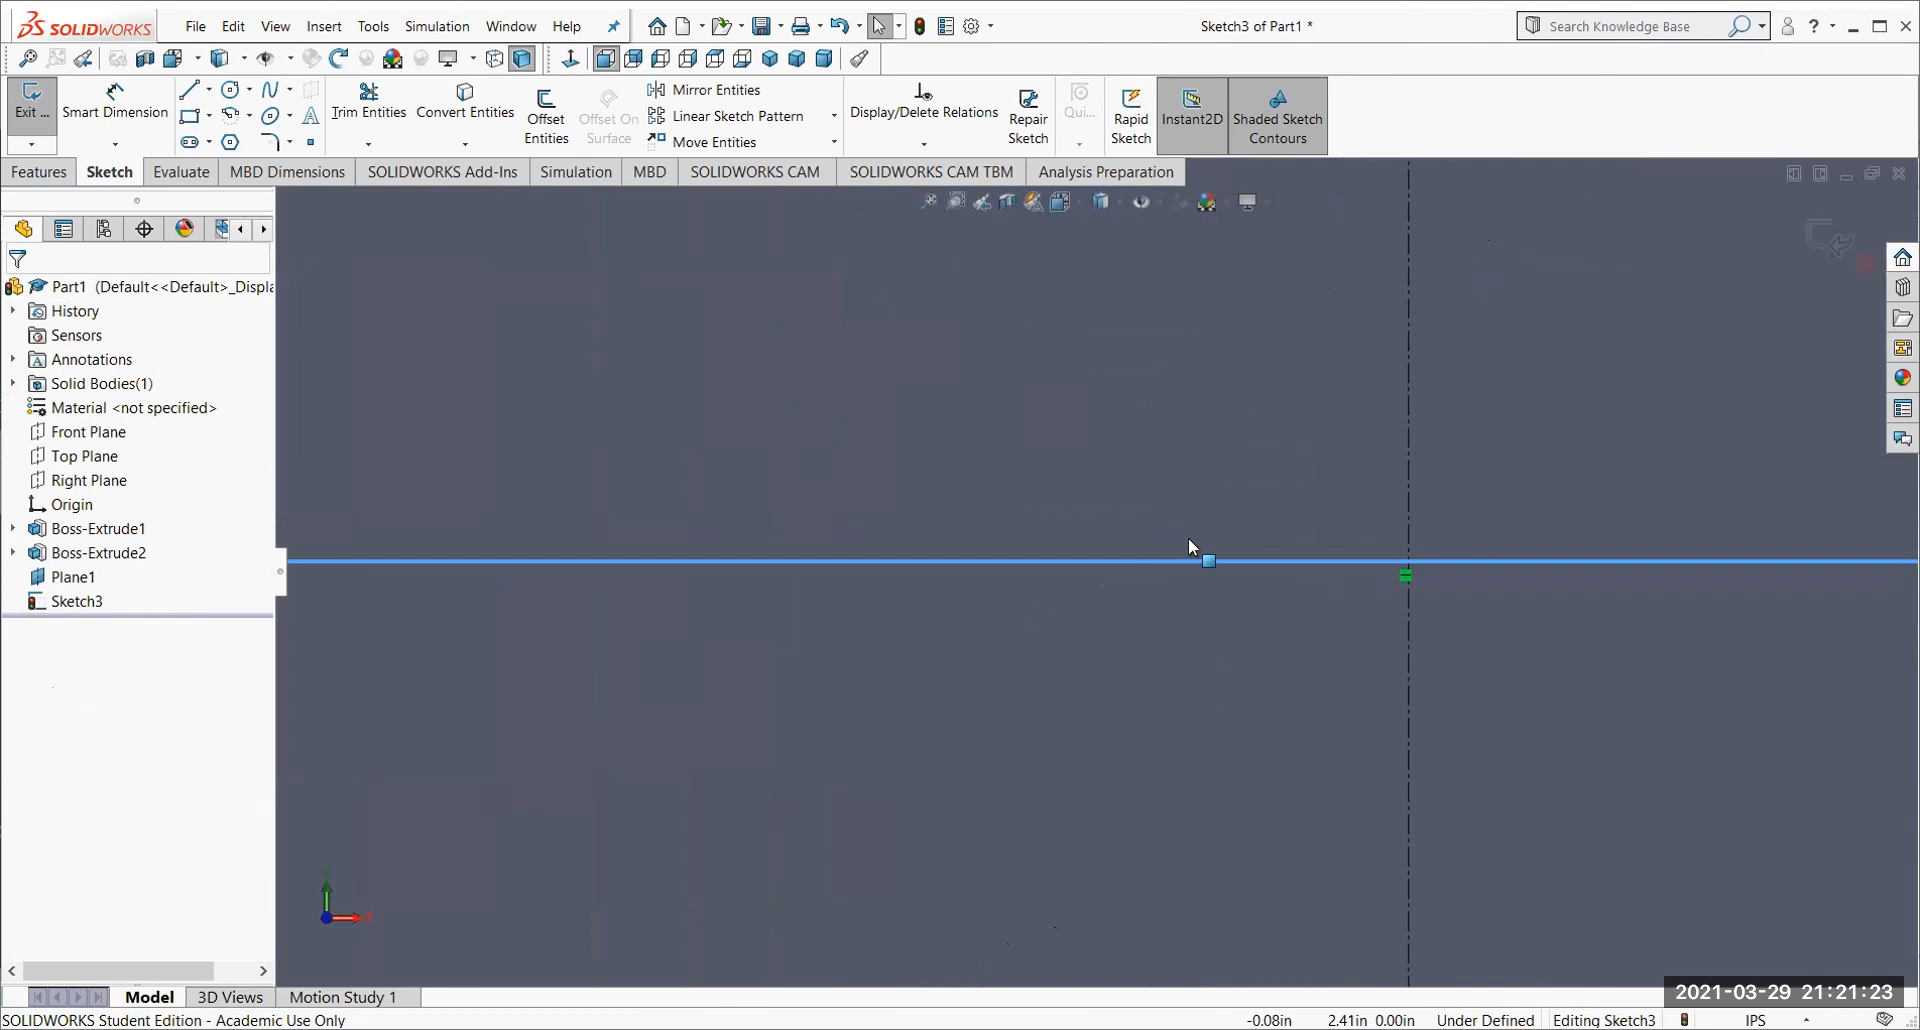 SOLIDWORKS File Edit View Insert Tools Simulation Window Help Sketch3 of Part1 * Search Knowledge Base ?
Exit ... Smart Dimension Trim Entities Convert Entities Offset Entities Offset On Surface Mirror Entities Linear Sketch Pattern Move Entities Display/Delete Relations Repair Sketch Qui... Rapid Sketch Instant2D Shaded Sketch Contours
Features Sketch Evaluate MBD Dimensions SOLIDWORKS Add-Ins Simulation MBD SOLIDWORKS CAM SOLIDWORKS CAM TBM Analysis Preparation
Part1 (Default<<Default>_Displa
History
Sensors
Annotations
Solid Bodies(1)
Material <not specified>
Front Plane
Top Plane
Right Plane
Origin
Boss-Extrude1
Boss-Extrude2
Plane1
Sketch3
X
Model 3D Views Motion Study 1
2021-03-29 21:21:23
SOLIDWORKS Student Edition - Academic Use Only -0.08in 2.41in 0.00in Under Defined Editing Sketch3 IPS